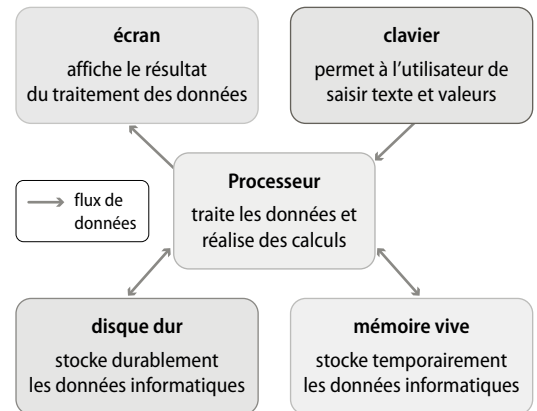 écran
affiche le résultat
du traitement des données
clavier
permet à l’utilisateur de
saisir texte et valeurs
Processeur
traite les données et
réalise des calculs
flux de
données
disque dur
stocke durablement
les données informatiques
mémoire vive
stocke temporairement
les données informatiques